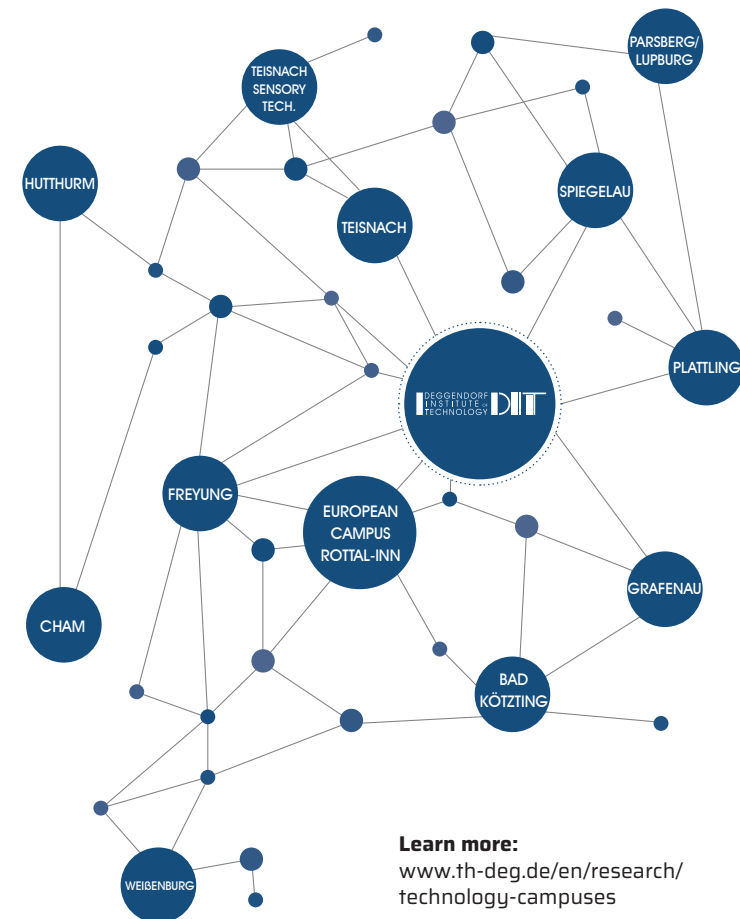 PARSBERG/
LUPBURG
TEISNACH
SENSORY
TECH.
HUTTHURM
SPIEGELAU
TEISNACH
PLATTLING
DEGGENDORF
INSTITUTE OF
TECHNOLOGY
DIT
FREYUNG
EUROPEAN
CAMPUS
ROTTAL-INN
GRAFENAU
CHAM
BAD
KÖTZTING
WEIßENBURG
Learn more:
www.th-deg.de/en/research/
technology-campuses